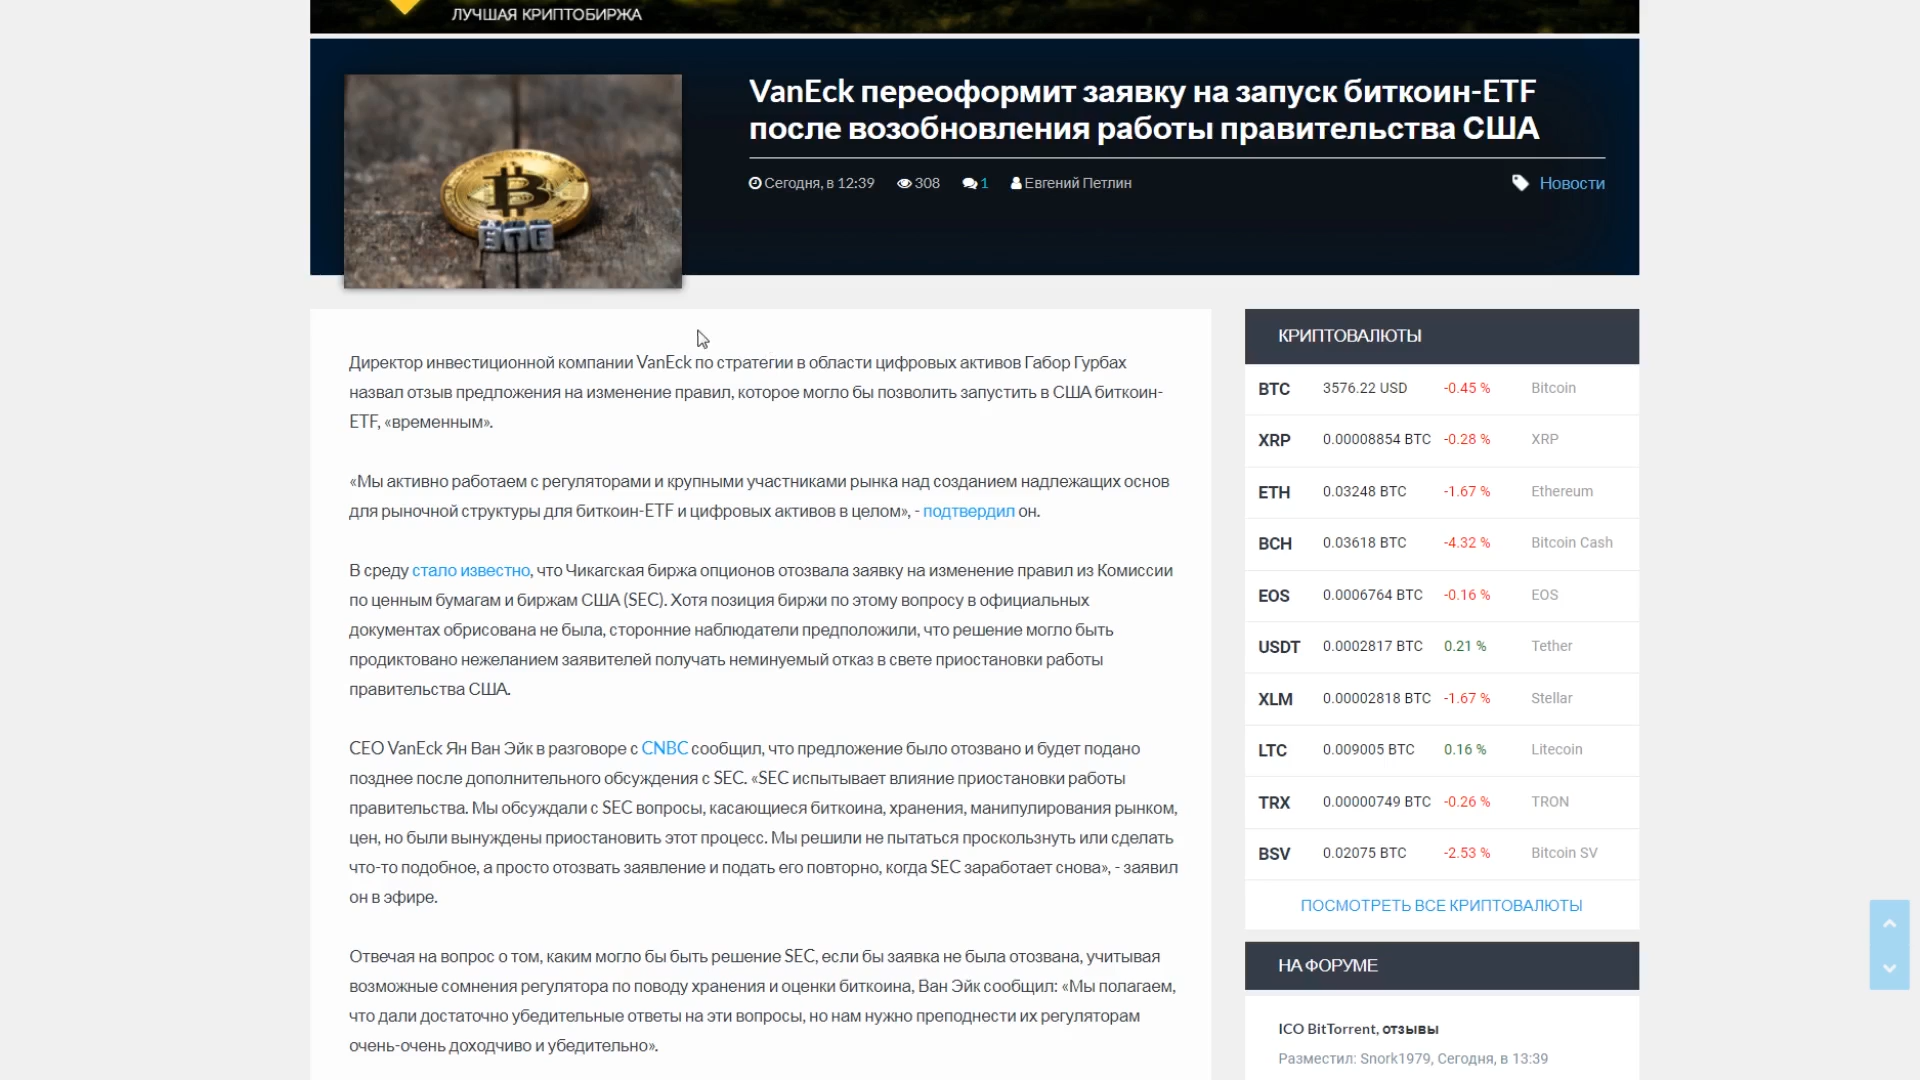 ЛУЧШАЯ КРИПТОБИРЖА
VanEck переоформит заявку на запуск биткоин-ETF
после возобновления работы правительства США
Сегодня, в 12:39 308 1 Евгений Петлин Новости
ETF
Директор инвестиционной компании VanEck по стратегии в области цифровых активов Габор Гурбах
назвал отзыв предложения на изменение правил, которое могло бы позволить запустить в США биткоин-
ETF, «временным».
«Мы активно работаем с регуляторами и крупными участниками рынка над созданием надлежащих основ
для рыночной структуры для биткоин-ETF и цифровых активов в целом», - подтвердил он.
В среду стало известно, что Чикагская биржа опционов отозвала заявку на изменение правил из Комиссии
по ценным бумагам и биржам США (SEC). Хотя позиция биржи по этому вопросу в официальных
документах обрисована не была, сторонние наблюдатели предположили, что решение могло быть
продиктовано нежеланием заявителей получать неминуемый отказ в свете приостановки работы
правительства США.
CEO VanEck Ян Ван Эйк в разговоре с CNBC сообщил, что предложение было отозвано и будет подано
позднее после дополнительного обсуждения с SEC. «SEC испытывает влияние приостановки работы
правительства. Мы обсуждали с SEC вопросы, касающиеся биткоина, хранения, манипулирования рынком,
цен, но были вынуждены приостановить этот процесс. Мы решили не пытаться проскользнуть или сделать
что-то подобное, а просто отозвать заявление и подать его повторно, когда SEC заработает снова», - заявил
он в эфире.
Отвечая на вопрос о том, каким могло бы быть решение SEC, если бы заявка не была отозвана, учитывая
возможные сомнения регулятора по поводу хранения и оценки биткоина, Ван Эйк сообщил: «Мы полагаем,
что дали достаточно убедительные ответы на эти вопросы, но нам нужно преподнести их регуляторам
очень-очень доходчиво и убедительно».
КРИПТОВАЛЮТЫ
BTC 3576.22 USD -0.45 % Bitcoin
XRP 0.00008854 BTC -0.28 % XRP
ETH 0.03248 BTC -1.67 % Ethereum
BCH 0.03618 BTC -4.32 % Bitcoin Cash
EOS 0.0006764 BTC -0.16 % EOS
USDT 0.0002817 BTC 0.21 % Tether
XLM 0.00002818 BTC -1.67 % Stellar
LTC 0.009005 BTC 0.16 % Litecoin
TRX 0.00000749 BTC -0.26 % TRON
BSV 0.02075 BTC -2.53 % Bitcoin SV
ПОСМОТРЕТЬ ВСЕ КРИПТОВАЛЮТЫ
НА ФОРУМЕ
ICO BitTorrent, отзывы
Разместил: Snork1979, Сегодня, в 13:39